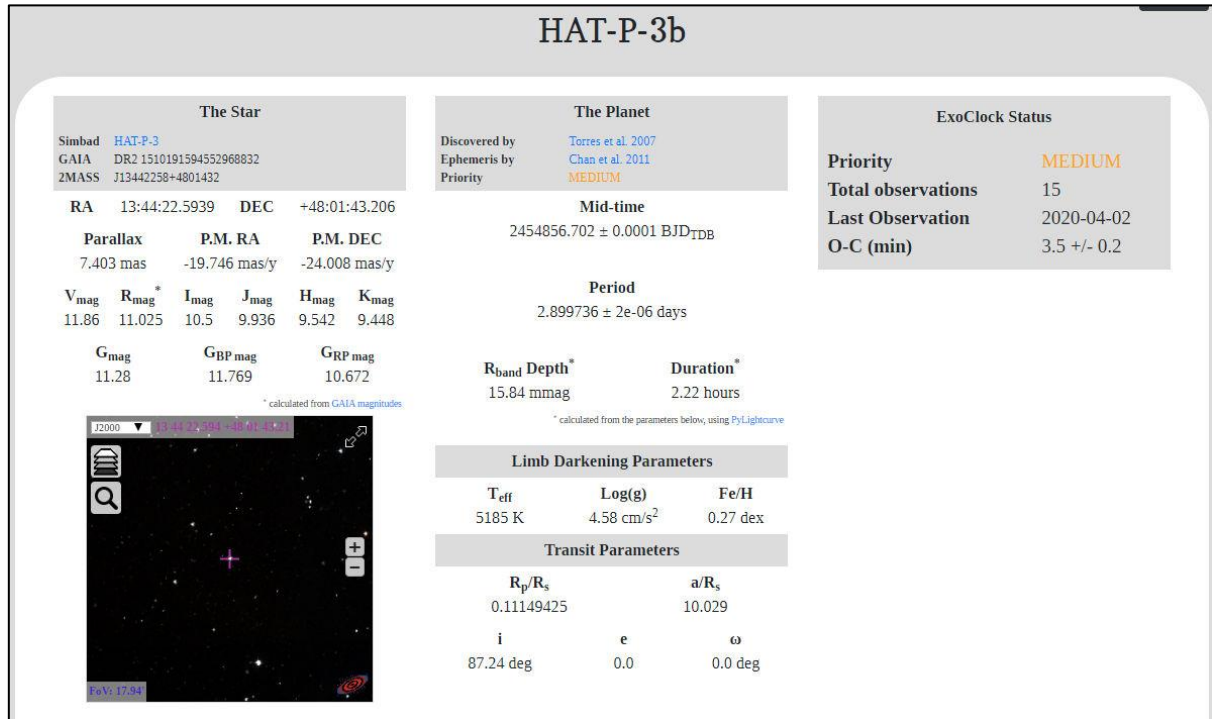 HAT-P-3b
The Star
Simbad HAT-P-3
GAIA DR2 1510191594552968832
2MASS J13442258+4801432
RA 13:44:22.5939 DEC +48:01:43.206
Parallax P.M. RA P.M. DEC
7.403 mas -19.746 mas/y -24.008 mas/y
Vmag Rmag* Imag Jmag Hmag Kmag
11.86 11.025 10.5 9.936 9.542 9.448
Gmag GBP mag GRP mag
11.28 11.769 10.672
* calculated from GAIA magnitudes
J2000 ▼ 13 44 22.594 +48 01 43.21
+
−
FoV: 17.94'
The Planet
Discovered by Torres et al. 2007
Ephemeris by Chan et al. 2011
Priority MEDIUM
Mid-time
2454856.702 ± 0.0001 BJDTDB
Period
2.899736 ± 2e-06 days
Rband Depth* Duration*
15.84 mmag 2.22 hours
* calculated from the parameters below, using PyLightcurve
Limb Darkening Parameters
Teff Log(g) Fe/H
5185 K 4.58 cm/s² 0.27 dex
Transit Parameters
Rp/Rs a/Rs
0.11149425 10.029
i e ω
87.24 deg 0.0 0.0 deg
ExoClock Status
Priority MEDIUM
Total observations 15
Last Observation 2020-04-02
O-C (min) 3.5 +/- 0.2